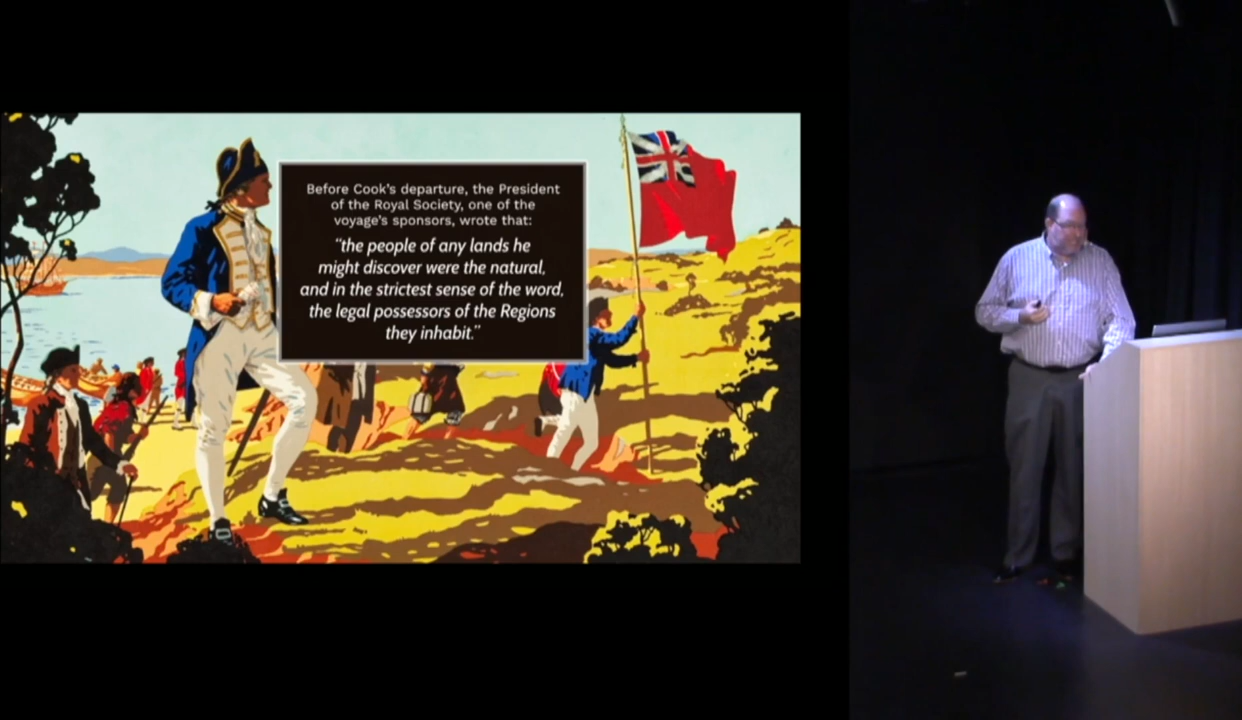 Before Cook's departure, the President
of the Royal Society, one of the
voyage's sponsors, wrote that:
"the people of any lands he
might discover were the natural,
and in the strictest sense of the word,
the legal possessors of the Regions
they inhabit."